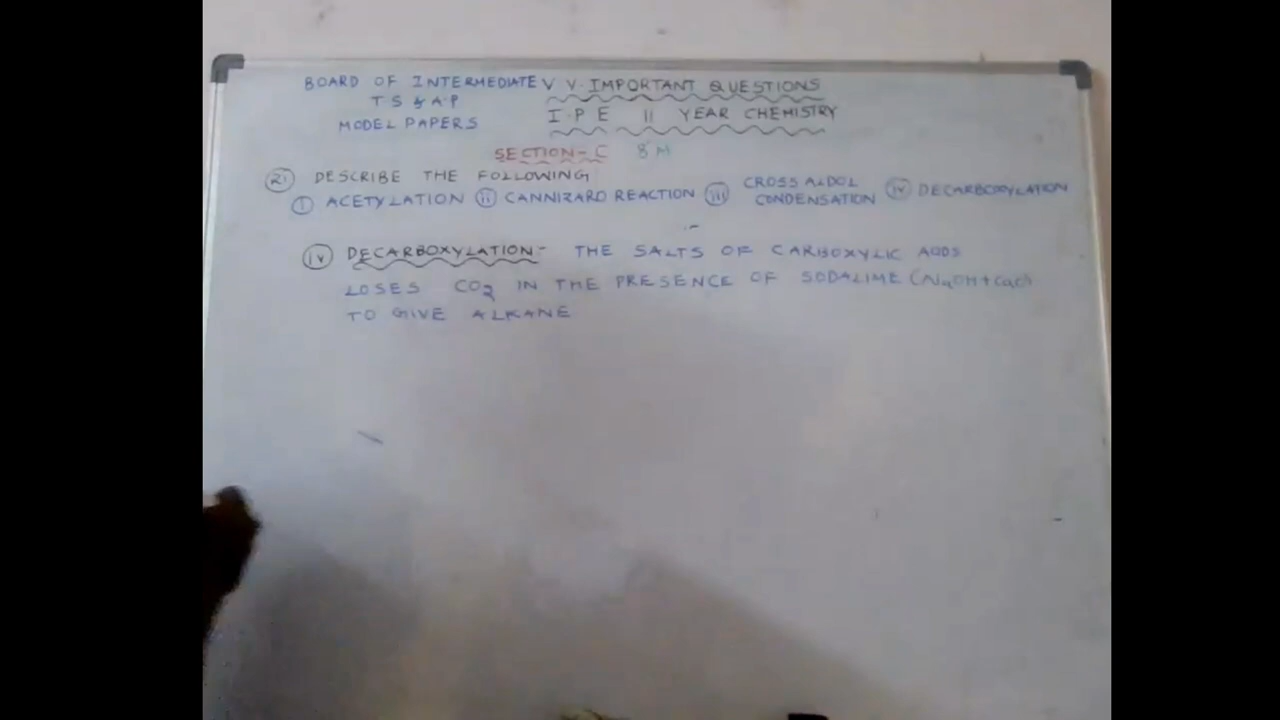 BOARD OF INTERMEDIATE V V. IMPORTANT QUESTIONS
T S & A.P
I.P E II YEAR CHEMISTRY
MODEL PAPERS
SECTION-C 8 M
DESCRIBE THE FOLLOWING
i ACETYLATION ii CANNIZARO REACTION iii CROSS ALDOL CONDENSATION iv DECARBOXYLATION
iv DECARBOXYLATION- THE SALTS OF CARBOXYLIC ACIDS
LOSES CO2 IN THE PRESENCE OF SODALIME (NaOH+CaO)
TO GIVE ALKANE